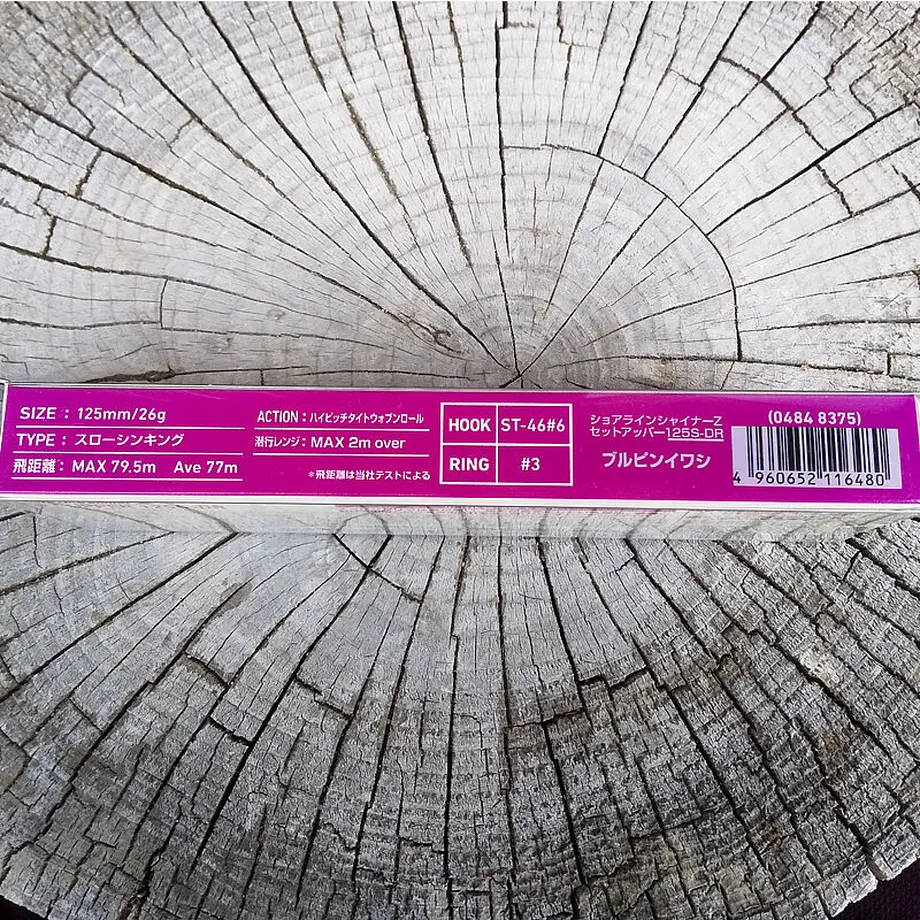 SIZE : 125mm/26g
TYPE : スローシンキング
飛距離 : MAX 79.5m Ave 77m
ACTION : ハイピッチタイトウォブンロール
潜行レンジ : MAX 2m over
*飛距離は当社テストによる
HOOK ST-46#6
RING #3
ショアラインシャイナーZ
セットアッパー125S-DR
ブルピンイワシ
(0484 8375)
4 960652 116480